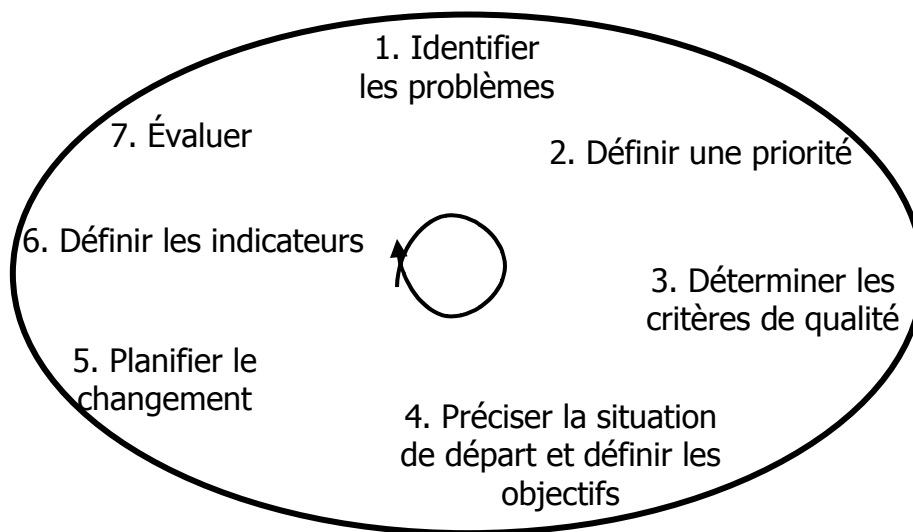 1. Identifier
les problèmes
2. Définir une priorité
3. Déterminer les
critères de qualité
4. Préciser la situation
de départ et définir les
objectifs
5. Planifier le
changement
6. Définir les indicateurs
7. Évaluer